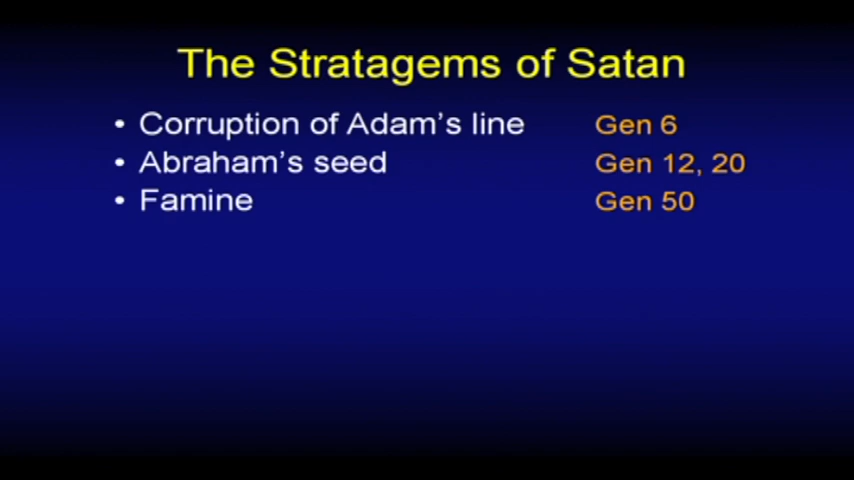 The Stratagems of Satan
• Corruption of Adam's line Gen 6
• Abraham's seed Gen 12, 20
• Famine Gen 50